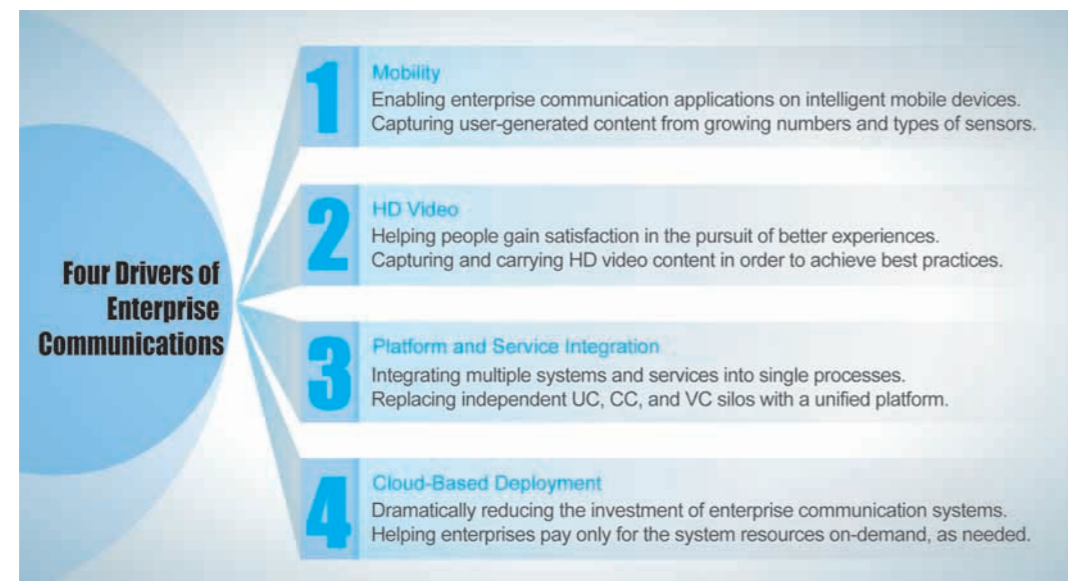 Four Drivers of
Enterprise
Communications
1
Mobility
Enabling enterprise communication applications on intelligent mobile devices.
Capturing user-generated content from growing numbers and types of sensors.
2
HD Video
Helping people gain satisfaction in the pursuit of better experiences.
Capturing and carrying HD video content in order to achieve best practices.
3
Platform and Service Integration
Integrating multiple systems and services into single processes.
Replacing independent UC, CC, and VC silos with a unified platform.
4
Cloud-Based Deployment
Dramatically reducing the investment of enterprise communication systems.
Helping enterprises pay only for the system resources on-demand, as needed.